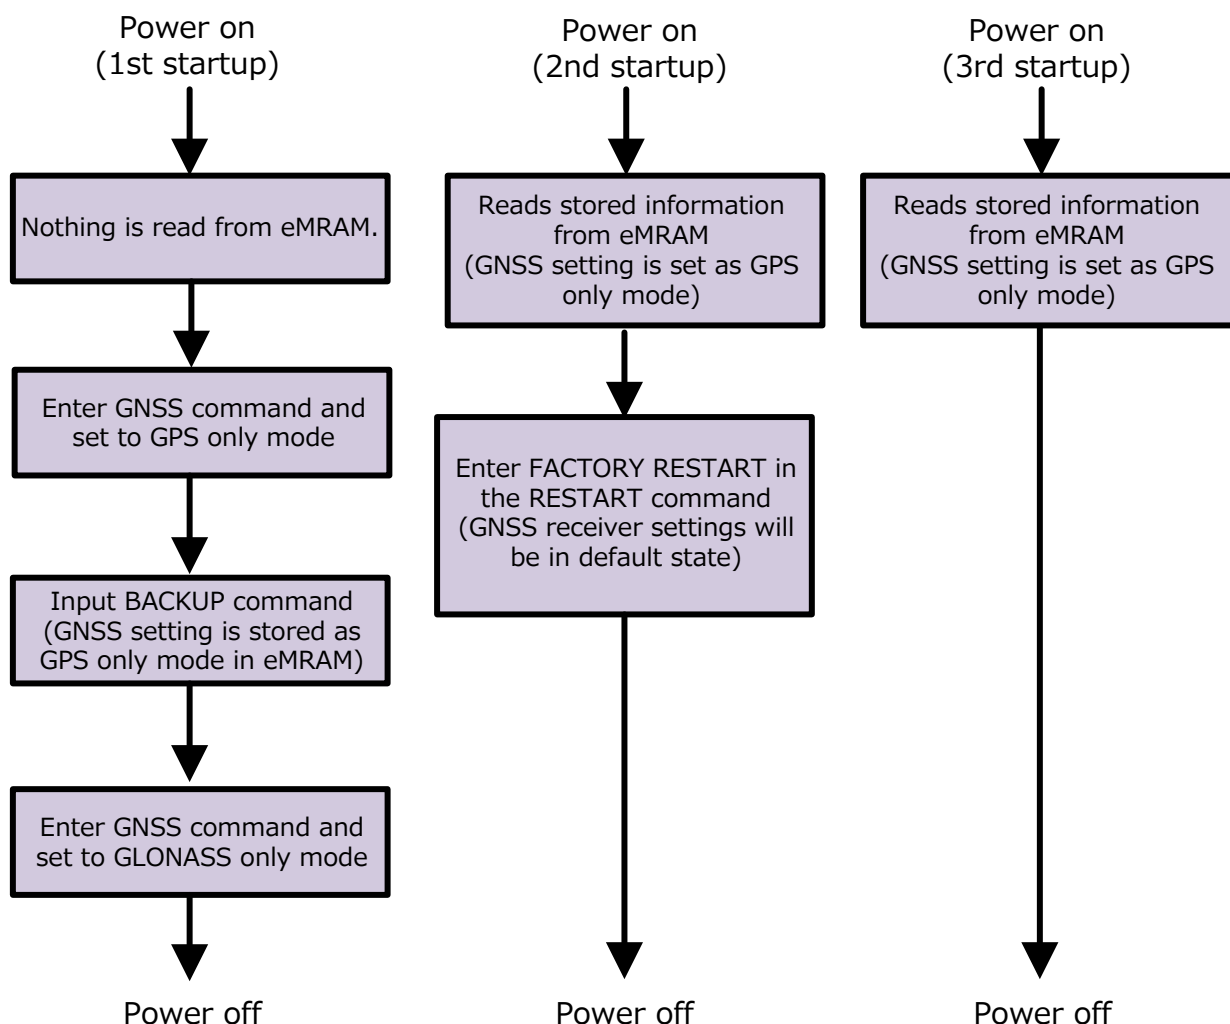 Power on
(1st startup)
Nothing is read from eMRAM.
Enter GNSS command and
set to GPS only mode
Input BACKUP command
(GNSS setting is stored as
GPS only mode in eMRAM)
Enter GNSS command and
set to GLONASS only mode
Power off
Power on
(2nd startup)
Reads stored information
from eMRAM
(GNSS setting is set as GPS
only mode)
Enter FACTORY RESTART in
the RESTART command
(GNSS receiver settings will
be in default state)
Power off
Power on
(3rd startup)
Reads stored information
from eMRAM
(GNSS setting is set as GPS
only mode)
Power off